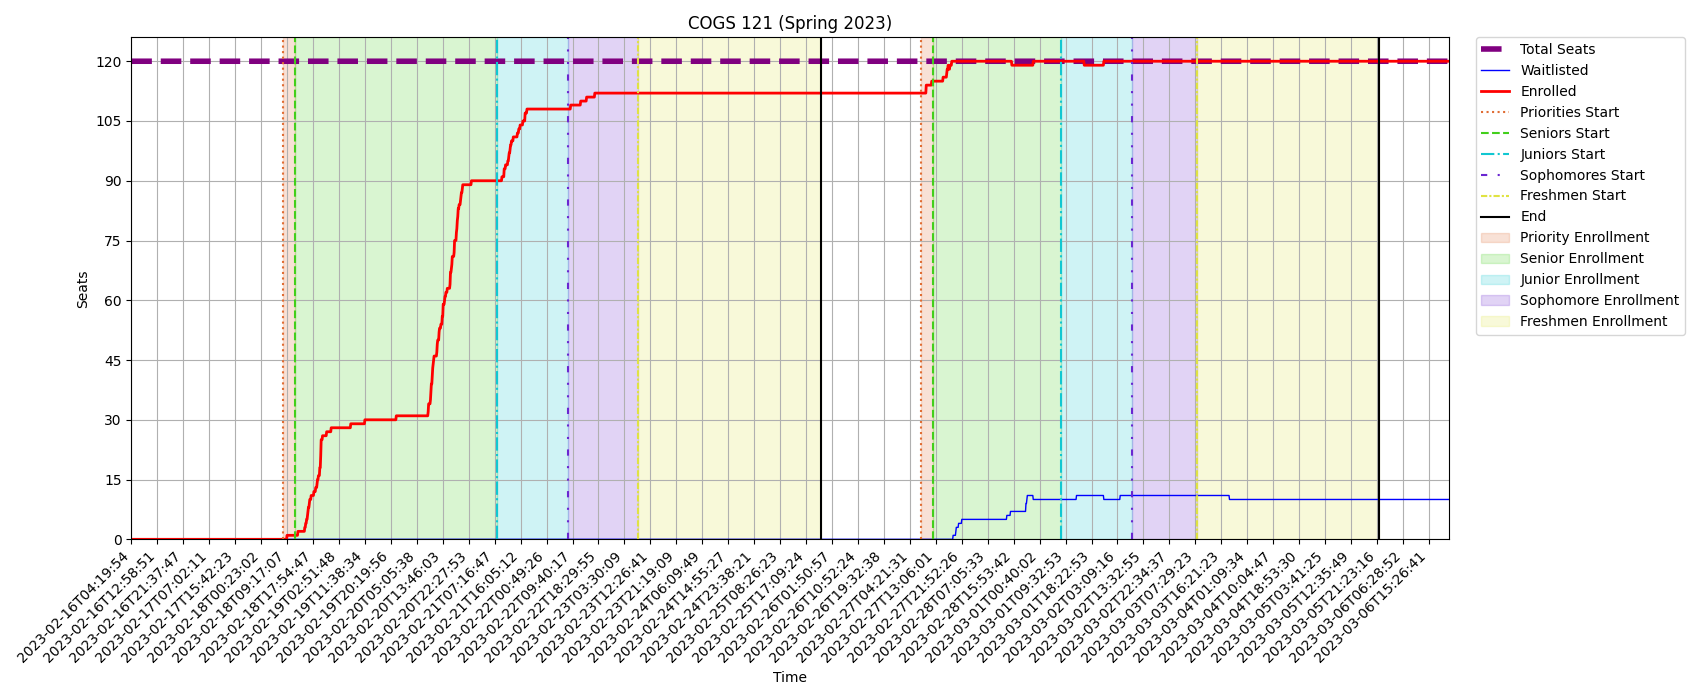 COGS 121 (Spring 2023)
Seats
120
105
90
75
60
45
30
15
0
2023-02-16T04:19:54
2023-02-16T12:58:51
2023-02-16T21:37:47
2023-02-17T07:02:11
2023-02-17T15:42:23
2023-02-18T00:23:02
2023-02-18T09:17:07
2023-02-18T17:54:47
2023-02-19T02:51:48
2023-02-19T11:38:34
2023-02-19T20:19:56
2023-02-20T05:05:38
2023-02-20T13:46:03
2023-02-20T22:27:53
2023-02-21T07:16:47
2023-02-21T16:05:12
2023-02-22T00:49:26
2023-02-22T09:40:17
2023-02-22T18:29:55
2023-02-23T03:30:09
2023-02-23T12:26:41
2023-02-23T21:19:09
2023-02-24T06:09:49
2023-02-24T14:55:27
2023-02-24T23:38:21
2023-02-25T08:26:23
2023-02-25T17:09:24
2023-02-26T01:50:57
2023-02-26T10:52:24
2023-02-26T19:32:38
2023-02-27T04:21:31
2023-02-27T13:06:01
2023-02-27T21:52:26
2023-02-28T07:05:33
2023-02-28T15:53:42
2023-03-01T00:40:02
2023-03-01T09:32:53
2023-03-01T18:22:53
2023-03-02T03:09:16
2023-03-02T13:32:55
2023-03-02T22:34:37
2023-03-03T07:29:23
2023-03-03T16:21:23
2023-03-04T01:09:34
2023-03-04T10:04:47
2023-03-04T18:53:30
2023-03-05T03:41:25
2023-03-05T12:35:49
2023-03-05T21:23:16
2023-03-06T06:28:52
2023-03-06T15:26:41
Time
Total Seats
Waitlisted
Enrolled
Priorities Start
Seniors Start
Juniors Start
Sophomores Start
Freshmen Start
End
Priority Enrollment
Senior Enrollment
Junior Enrollment
Sophomore Enrollment
Freshmen Enrollment